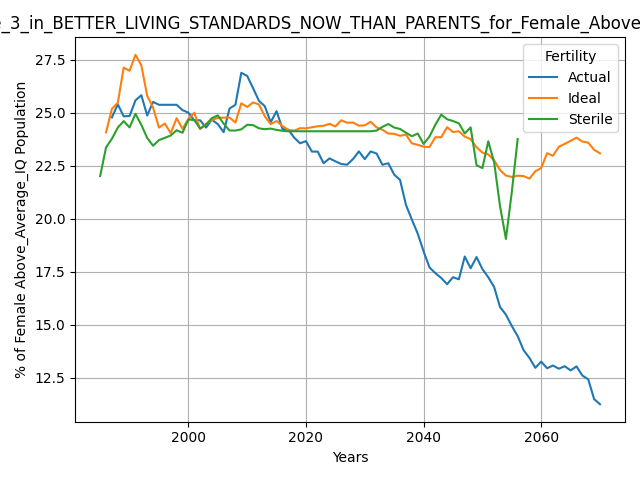 _3_in_BETTER_LIVING_STANDARDS_NOW_THAN_PARENTS_for_Female_Above
27.5
25.0
22.5
20.0
17.5
15.0
12.5
% of Female Above_Average_IQ Population
Fertility
Actual
Ideal
Sterile
2000
2020
2040
2060
Years